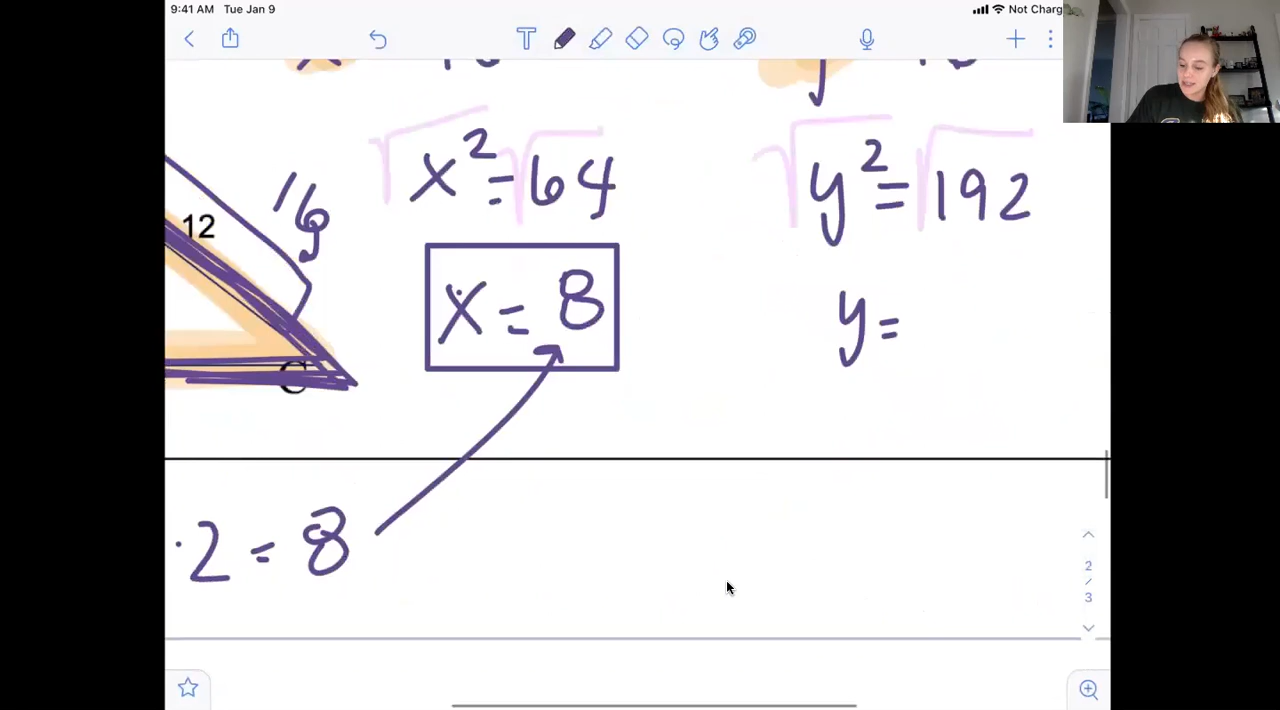 9:41 AM Tue Jan 9
Not Charg
√x² = √64
√y² = √192
16
12
x = 8
y =
C
·2 = 8
2
/
3